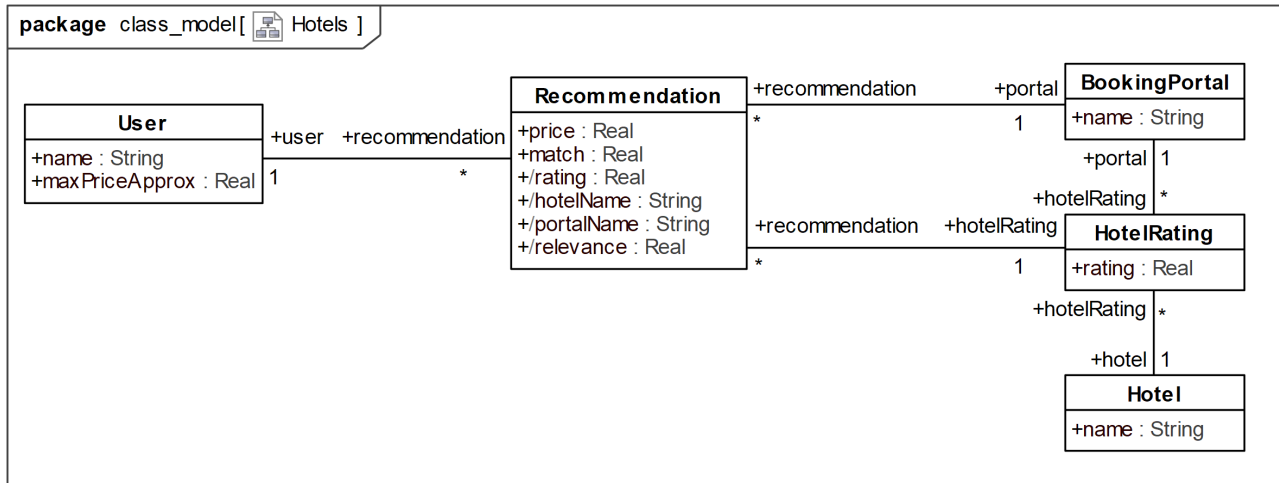 package class_model[ Hotels ]
User
+name : String
+maxPriceApprox : Real
+user
1
+recommendation
*
Recommendation
+price : Real
+match : Real
+/rating : Real
+/hotelName : String
+/portalName : String
+/relevance : Real
+recommendation
*
+portal
1
BookingPortal
+name : String
+portal
1
+hotelRating
*
+recommendation
*
+hotelRating
1
HotelRating
+rating : Real
+hotelRating
*
+hotel
1
Hotel
+name : String